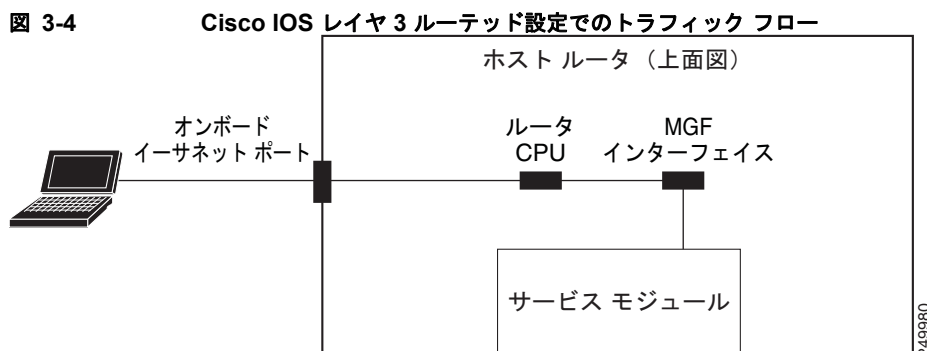 図 3-4 Cisco IOS レイヤ 3 ルーテッド設定でのトラフィック フロー
ホスト ルータ（上面図）
オンボード
イーサネット ポート
ルータ
CPU
MGF
インターフェイス
サービス モジュール
249980